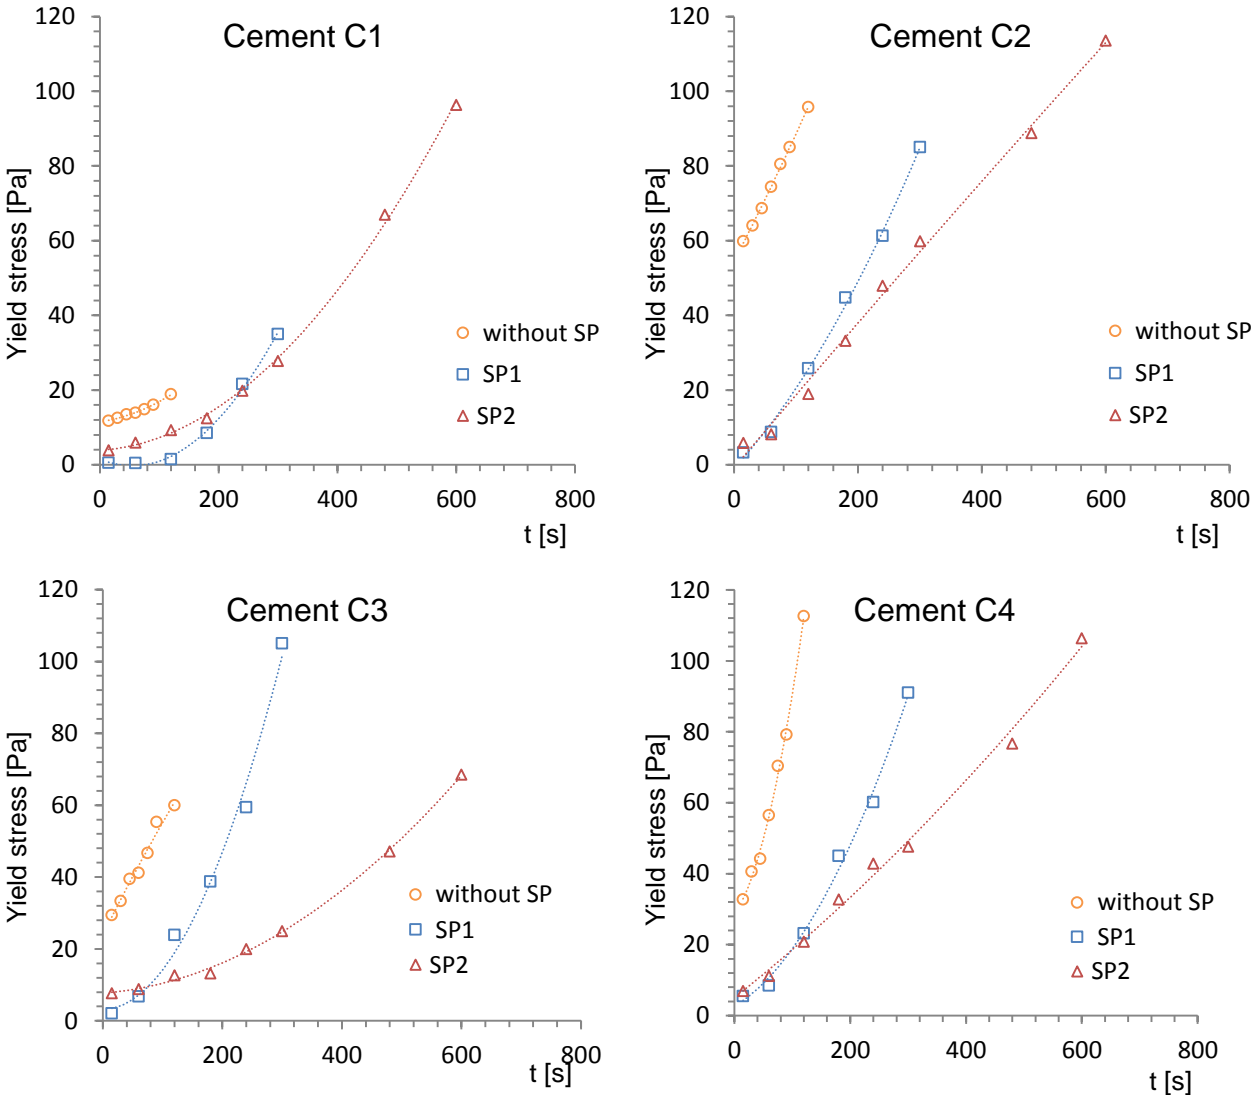 Cement C1
Yield stress [Pa]
120
100
80
60
40
20
0
without SP
SP1
SP2
0 200 400 600 800
t [s]
Cement C2
Yield stress [Pa]
120
100
80
60
40
20
0
without SP
SP1
SP2
0 200 400 600 800
t [s]
Cement C3
Yield stress [Pa]
120
100
80
60
40
20
0
without SP
SP1
SP2
0 200 400 600 800
t [s]
Cement C4
Yield stress [Pa]
120
100
80
60
40
20
0
without SP
SP1
SP2
0 200 400 600 800
t [s]